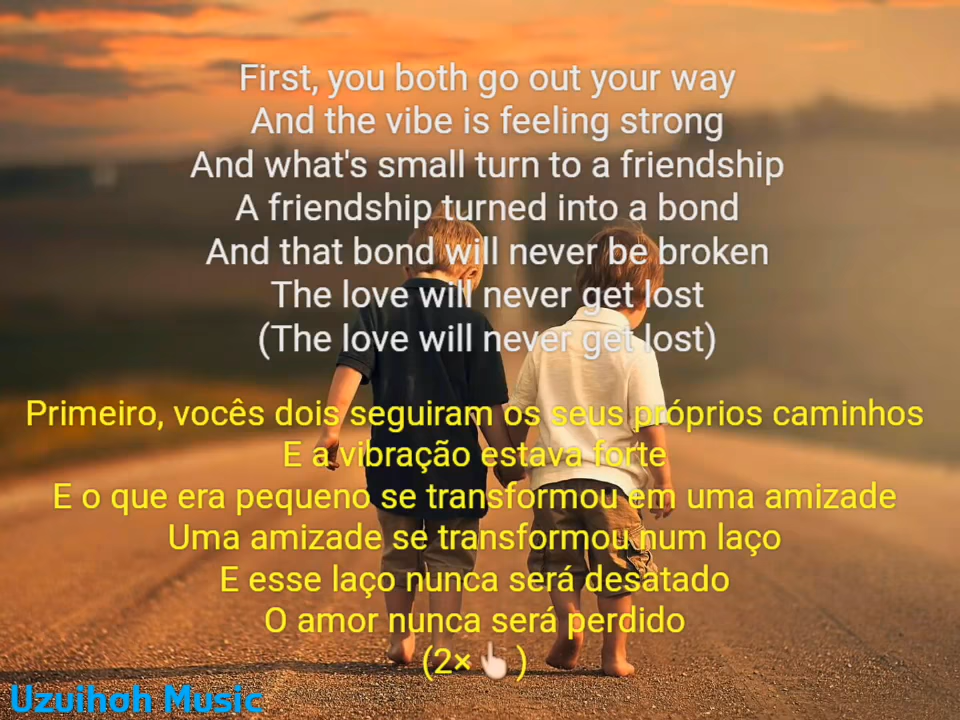 First, you both go out your way
And the vibe is feeling strong
And what's small turn to a friendship
A friendship turned into a bond
And that bond will never be broken
The love will never get lost
(The love will never get lost)
Primeiro, vocês dois seguiram os seus próprios caminhos
E a vibração estava forte
E o que era pequeno se transformou em uma amizade
Uma amizade se transformou num laço
E esse laço nunca será desatado
O amor nunca será perdido
(2×👆)
Uzuihoh Music